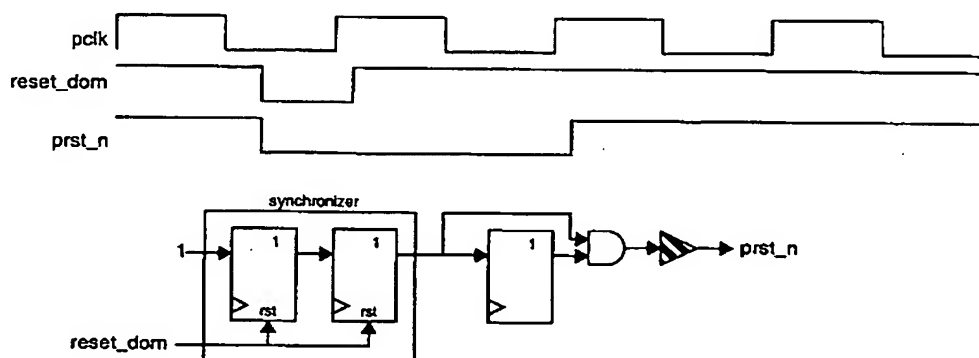 pclk
reset_dom
prst_n
synchronizer
1
1
1
1
prst_n
rst
rst
reset_dom